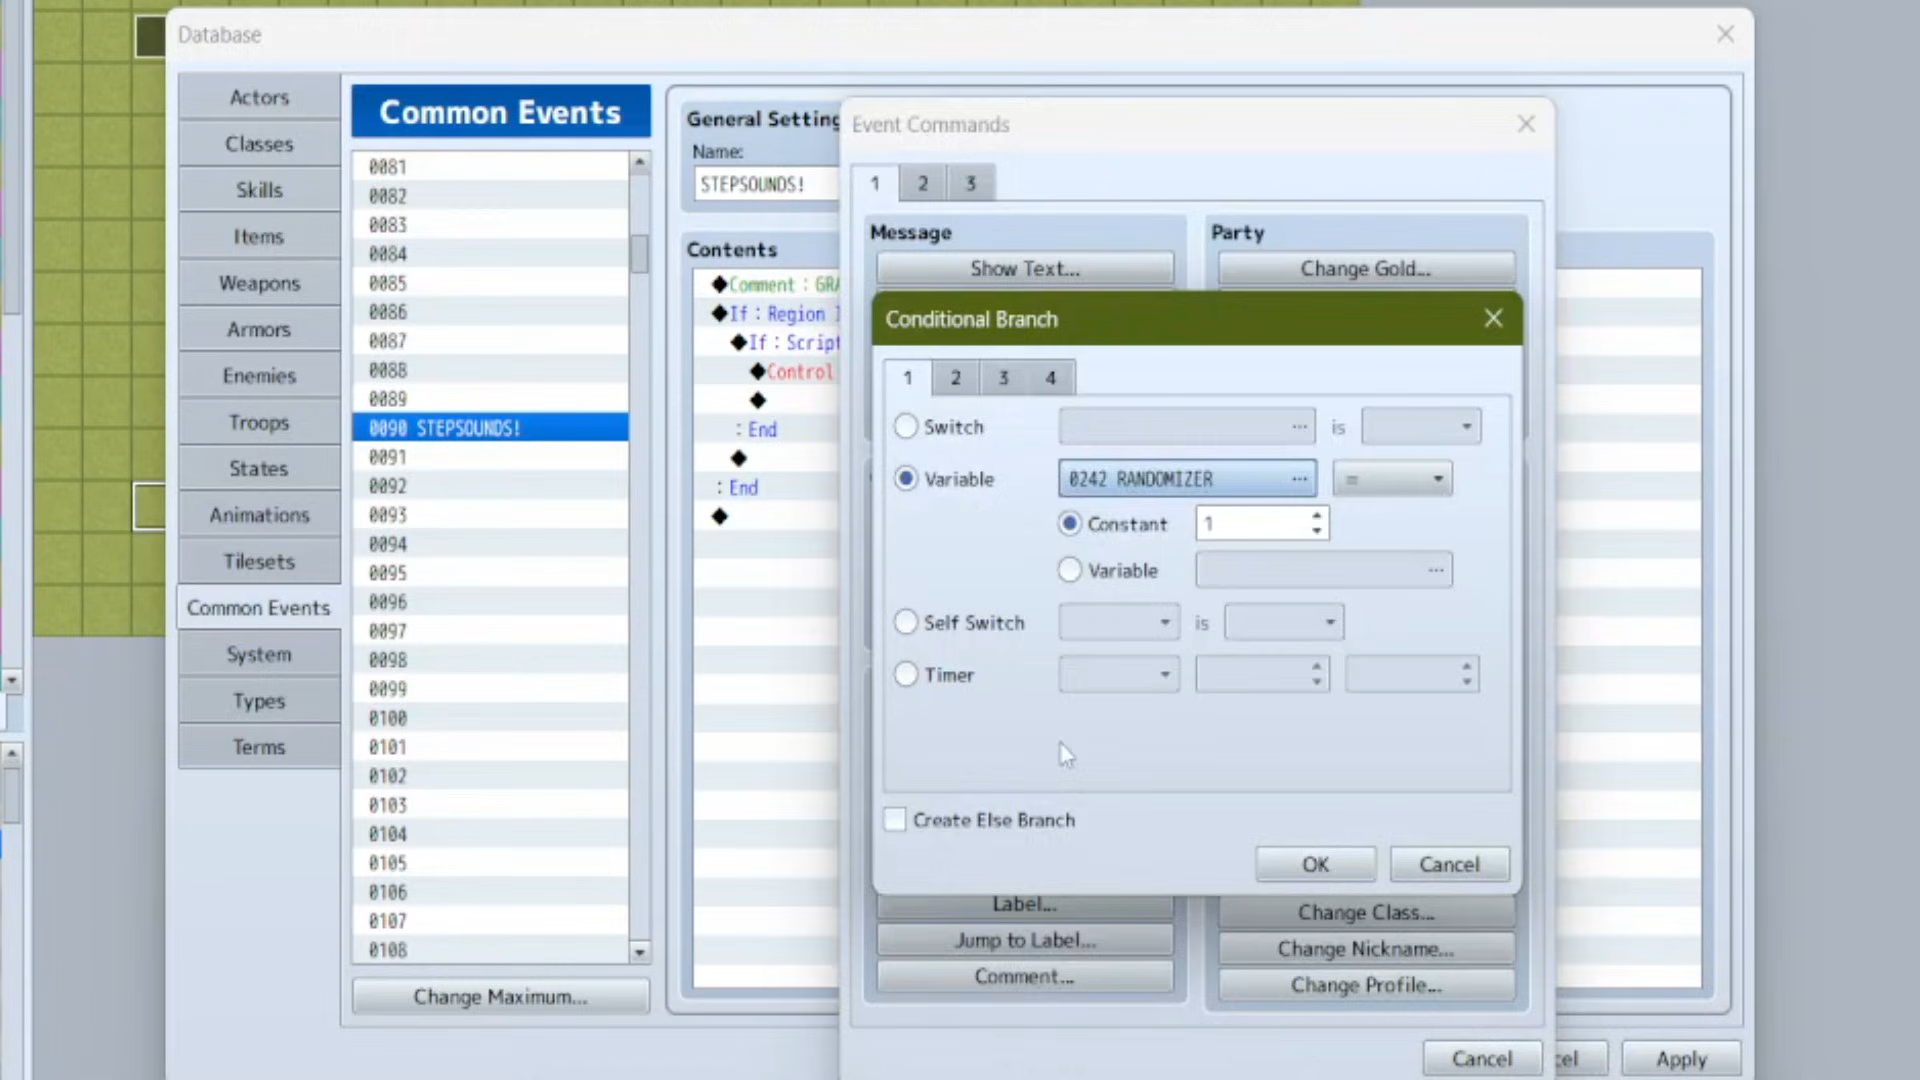 Database
Actors
Classes
Skills
Items
Weapons
Armors
Enemies
Troops
States
Animations
Tilesets
Common Events
System
Types
Terms
Common Events
0081
0082
0083
0084
0085
0086
0087
0088
0089
0090 STEPSOUNDS!
0091
0092
0093
0094
0095
0096
0097
0098
0099
0100
0101
0102
0103
0104
0105
0106
0107
0108
Change Maximum...
General Setting
Name:
STEPSOUNDS!
Contents
◆Comment : GRA
◆If : Region I
◆If : Script
◆Control
◆
: End
◆
: End
◆
Event Commands
1 2 3
Message
Show Text...
Party
Change Gold...
Conditional Branch
1 2 3 4
Switch ... is
Variable 0242 RANDOMIZER ... =
Constant 1
Variable ...
Self Switch is
Timer
Create Else Branch
OK Cancel
Label...
Jump to Label...
Comment...
Change Class...
Change Nickname...
Change Profile...
Cancel cel Apply